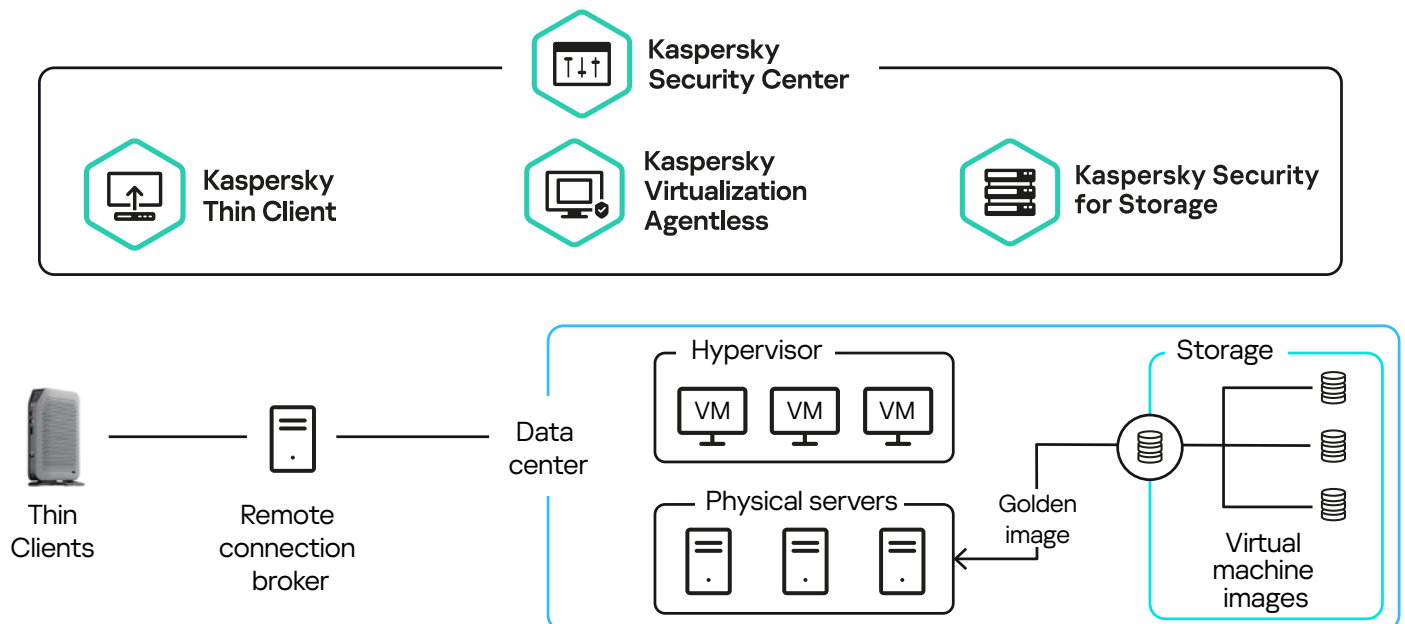 Kaspersky
Security Center
Kaspersky
Thin Client
Kaspersky
Virtualization
Agentless
Kaspersky Security
for Storage
Hypervisor
Storage
VM
VM
VM
Data
center
Physical servers
Golden
image
Thin
Clients
Remote
connection
broker
Virtual
machine
images